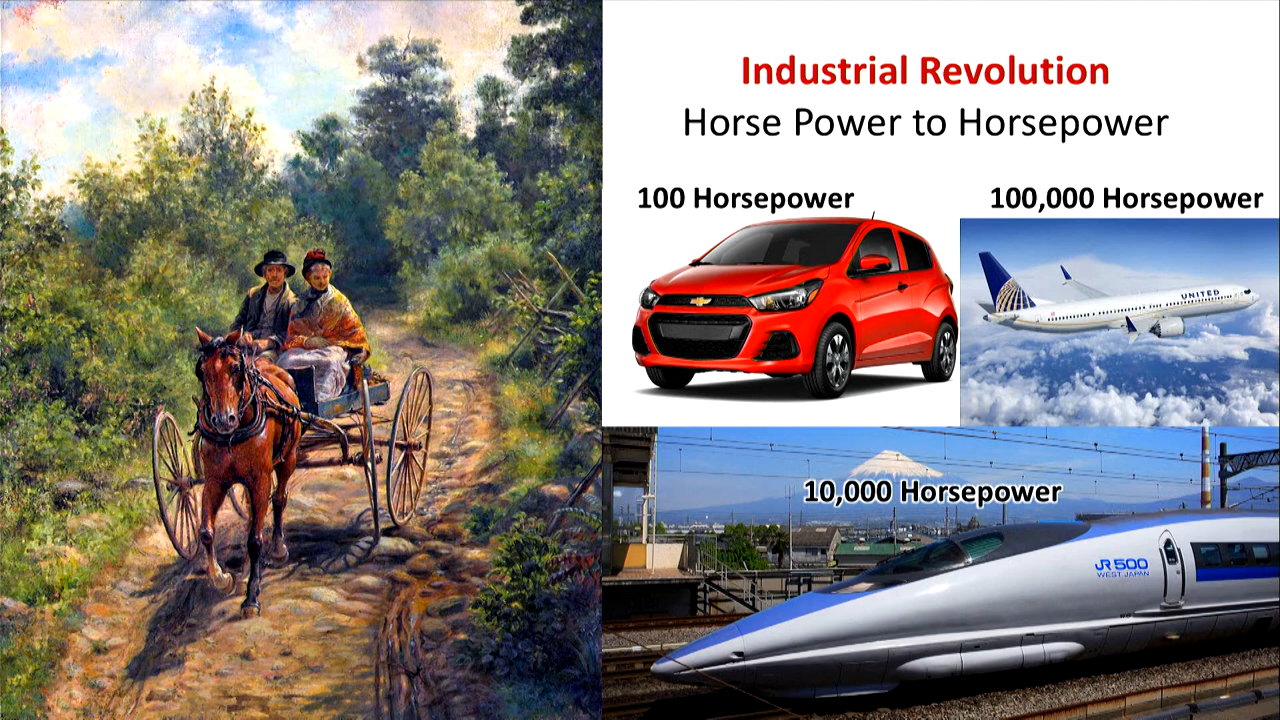 Industrial Revolution
Horse Power to Horsepower
100 Horsepower
100,000 Horsepower
UNITED
10,000 Horsepower
JR500
WEST JAPAN